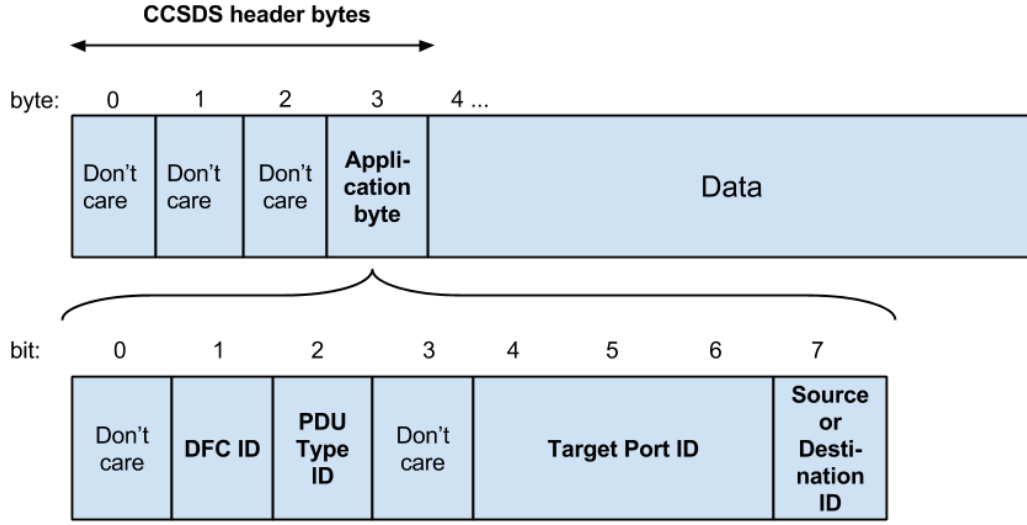 CCSDS header bytes
byte: 0 1 2 3 4 ...
Don't
care
Don't
care
Don't
care
Appli-
cation
byte
Data
bit: 0 1 2 3 4 5 6 7
Don't
care
DFC ID
PDU
Type
ID
Don't
care
Target Port ID
Source
or
Desti-
nation
ID